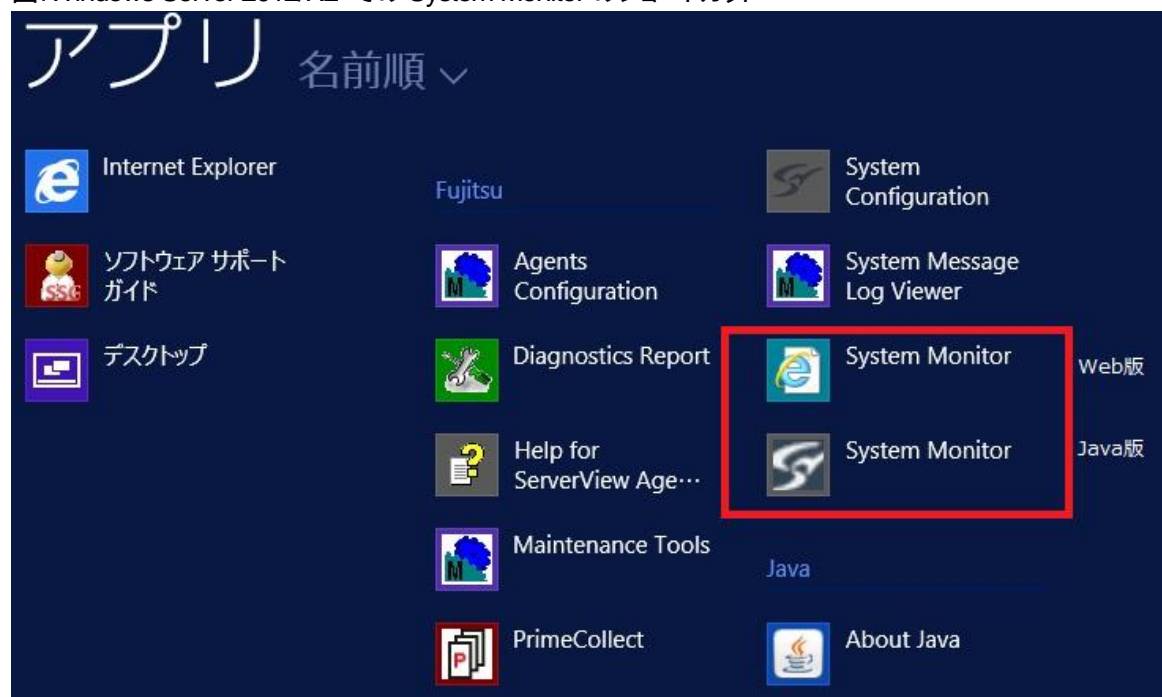 アプリ 名前順
Internet Explorer
ソフトウェア サポート
ガイド
SSG
デスクトップ
Fujitsu
Agents
Configuration
Diagnostics Report
Help for
ServerView Age…
Maintenance Tools
PrimeCollect
System
Configuration
System Message
Log Viewer
System Monitor
Web版
System Monitor
Java版
Java
About Java